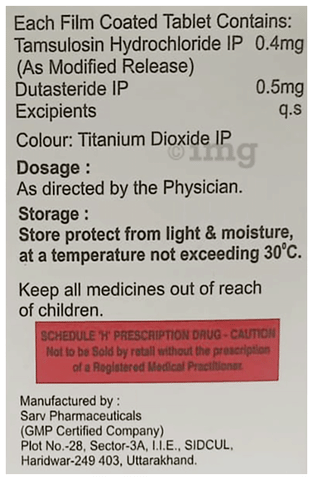 Each Film Coated Tablet Contains:
Tamsulosin Hydrochloride IP 0.4mg
(As Modified Release)
Dutasteride IP 0.5mg
Excipients q.s
Colour: Titanium Dioxide IP
©1mg
Dosage :
As directed by the Physician.
Storage :
Store protect from light & moisture,
at a temperature not exceeding 30⁰C.
Keep all medicines out of reach
of children.
SCHEDULE 'H' PRESCRIPTION DRUG - CAUTION
Not to be Sold by retail without the prescription
of a Registered Medical Practitioner.
Manufactured by :
Sarv Pharmaceuticals
(GMP Certified Company)
Plot No.-28, Sector-3A, I.I.E., SIDCUL,
Haridwar-249 403, Uttarakhand.